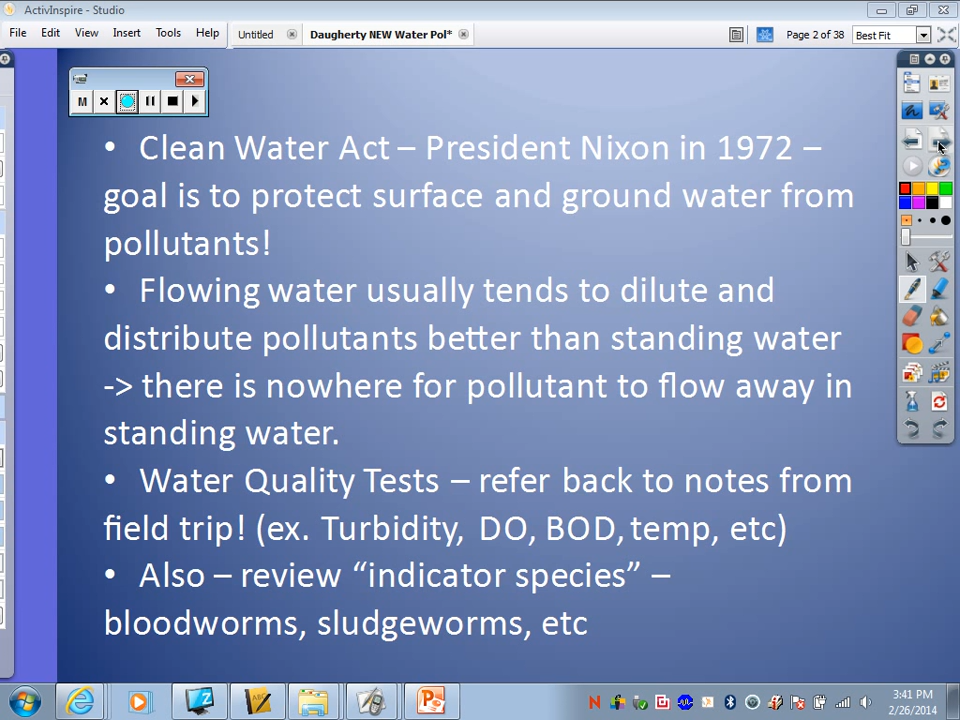 ActivInspire - Studio
File Edit View Insert Tools Help Untitled Daugherty NEW Water Pol* Page 2 of 38 Best Fit
M
• Clean Water Act – President Nixon in 1972 –
goal is to protect surface and ground water from
pollutants!
• Flowing water usually tends to dilute and
distribute pollutants better than standing water
-> there is nowhere for pollutant to flow away in
standing water.
• Water Quality Tests – refer back to notes from
field trip! (ex. Turbidity, DO, BOD, temp, etc)
• Also – review “indicator species” –
bloodworms, sludgeworms, etc
3:41 PM
2/26/2014